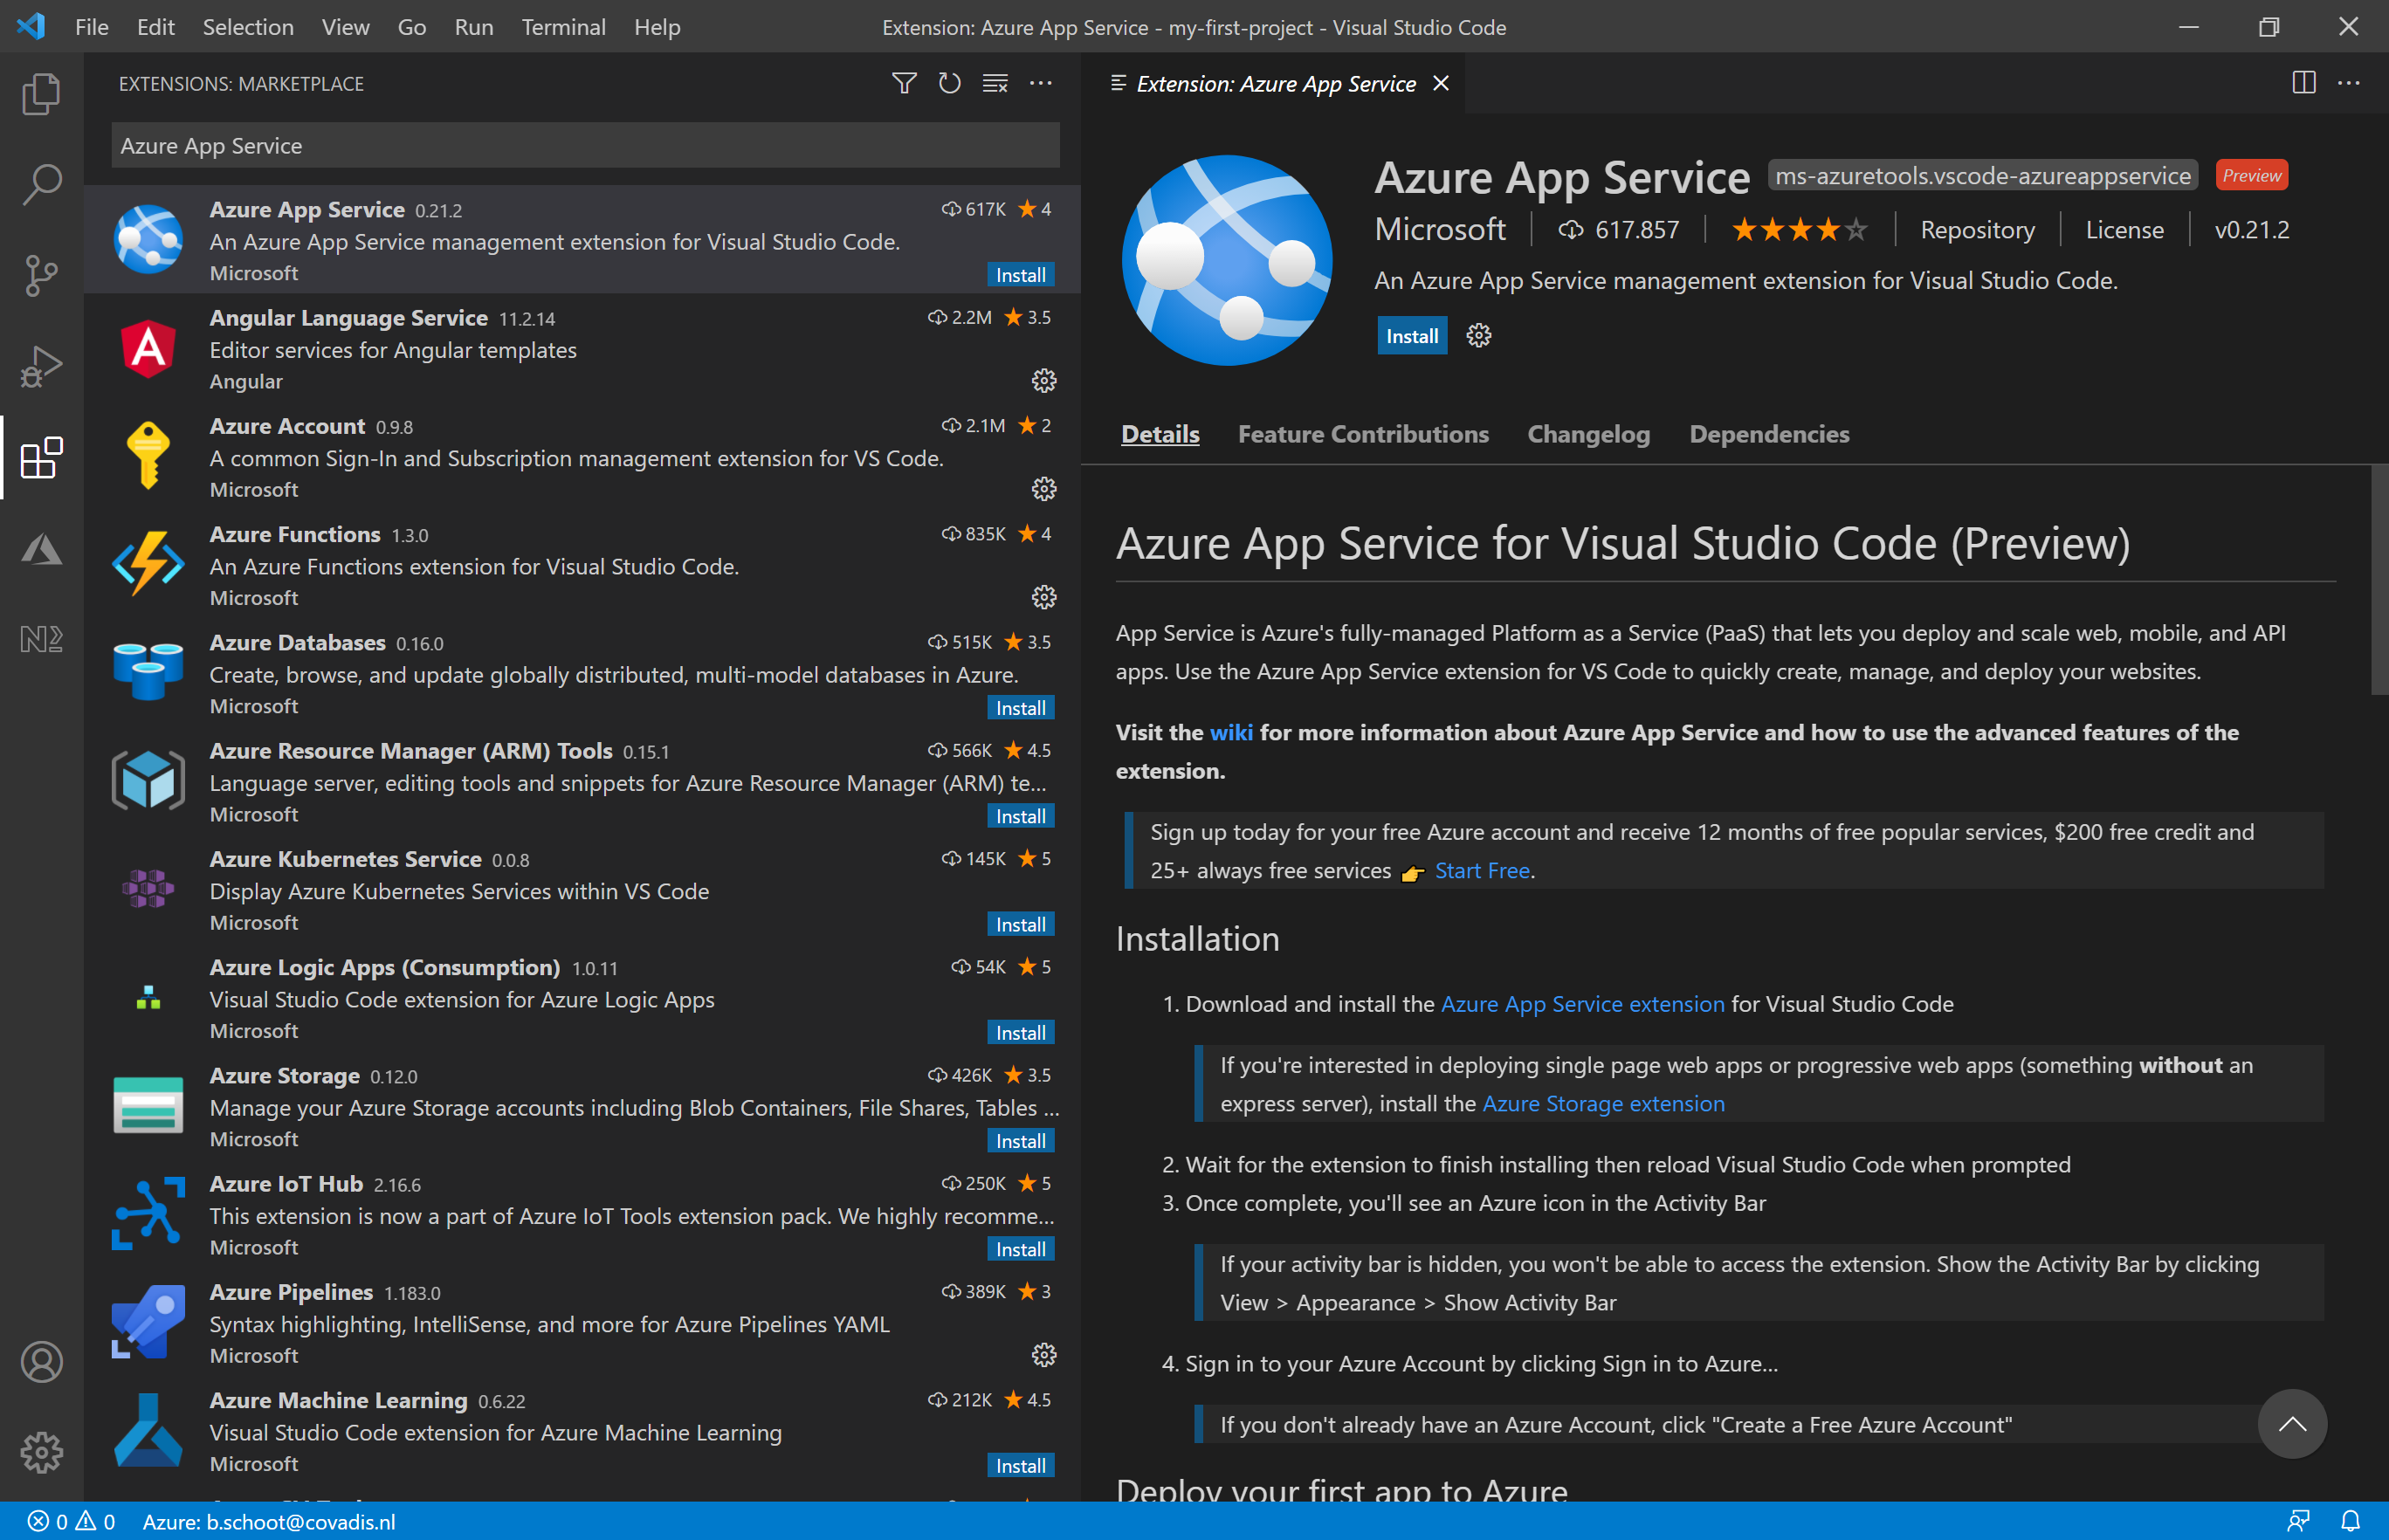 File Edit Selection View Go Run Terminal Help
Extension: Azure App Service - my-first-project - Visual Studio Code
EXTENSIONS: MARKETPLACE
Azure App Service
Azure App Service 0.21.2 617K 4
An Azure App Service management extension for Visual Studio Code.
Microsoft Install
Angular Language Service 11.2.14 2.2M 3.5
Editor services for Angular templates
Angular
Azure Account 0.9.8 2.1M 2
A common Sign-In and Subscription management extension for VS Code.
Microsoft
Azure Functions 1.3.0 835K 4
An Azure Functions extension for Visual Studio Code.
Microsoft
Azure Databases 0.16.0 515K 3.5
Create, browse, and update globally distributed, multi-model databases in Azure.
Microsoft Install
Azure Resource Manager (ARM) Tools 0.15.1 566K 4.5
Language server, editing tools and snippets for Azure Resource Manager (ARM) te...
Microsoft Install
Azure Kubernetes Service 0.0.8 145K 5
Display Azure Kubernetes Services within VS Code
Microsoft Install
Azure Logic Apps (Consumption) 1.0.11 54K 5
Visual Studio Code extension for Azure Logic Apps
Microsoft Install
Azure Storage 0.12.0 426K 3.5
Manage your Azure Storage accounts including Blob Containers, File Shares, Tables ...
Microsoft Install
Azure IoT Hub 2.16.6 250K 5
This extension is now a part of Azure IoT Tools extension pack. We highly recomme...
Microsoft Install
Azure Pipelines 1.183.0 389K 3
Syntax highlighting, IntelliSense, and more for Azure Pipelines YAML
Microsoft
Azure Machine Learning 0.6.22 212K 4.5
Visual Studio Code extension for Azure Machine Learning
Microsoft Install
Extension: Azure App Service
Azure App Service ms-azuretools.vscode-azureappservice Preview
Microsoft 617.857 Repository License v0.21.2
An Azure App Service management extension for Visual Studio Code.
Install
Details Feature Contributions Changelog Dependencies
Azure App Service for Visual Studio Code (Preview)
App Service is Azure's fully-managed Platform as a Service (PaaS) that lets you deploy and scale web, mobile, and API
apps. Use the Azure App Service extension for VS Code to quickly create, manage, and deploy your websites.
Visit the wiki for more information about Azure App Service and how to use the advanced features of the
extension.
Sign up today for your free Azure account and receive 12 months of free popular services, $200 free credit and
25+ always free services 👉 Start Free.
Installation
1. Download and install the Azure App Service extension for Visual Studio Code
If you're interested in deploying single page web apps or progressive web apps (something without an
express server), install the Azure Storage extension
2. Wait for the extension to finish installing then reload Visual Studio Code when prompted
3. Once complete, you'll see an Azure icon in the Activity Bar
If your activity bar is hidden, you won't be able to access the extension. Show the Activity Bar by clicking
View > Appearance > Show Activity Bar
4. Sign in to your Azure Account by clicking Sign in to Azure...
If you don't already have an Azure Account, click "Create a Free Azure Account"
Deploy your first app to Azure
0 0 Azure: b.schoot@covadis.nl